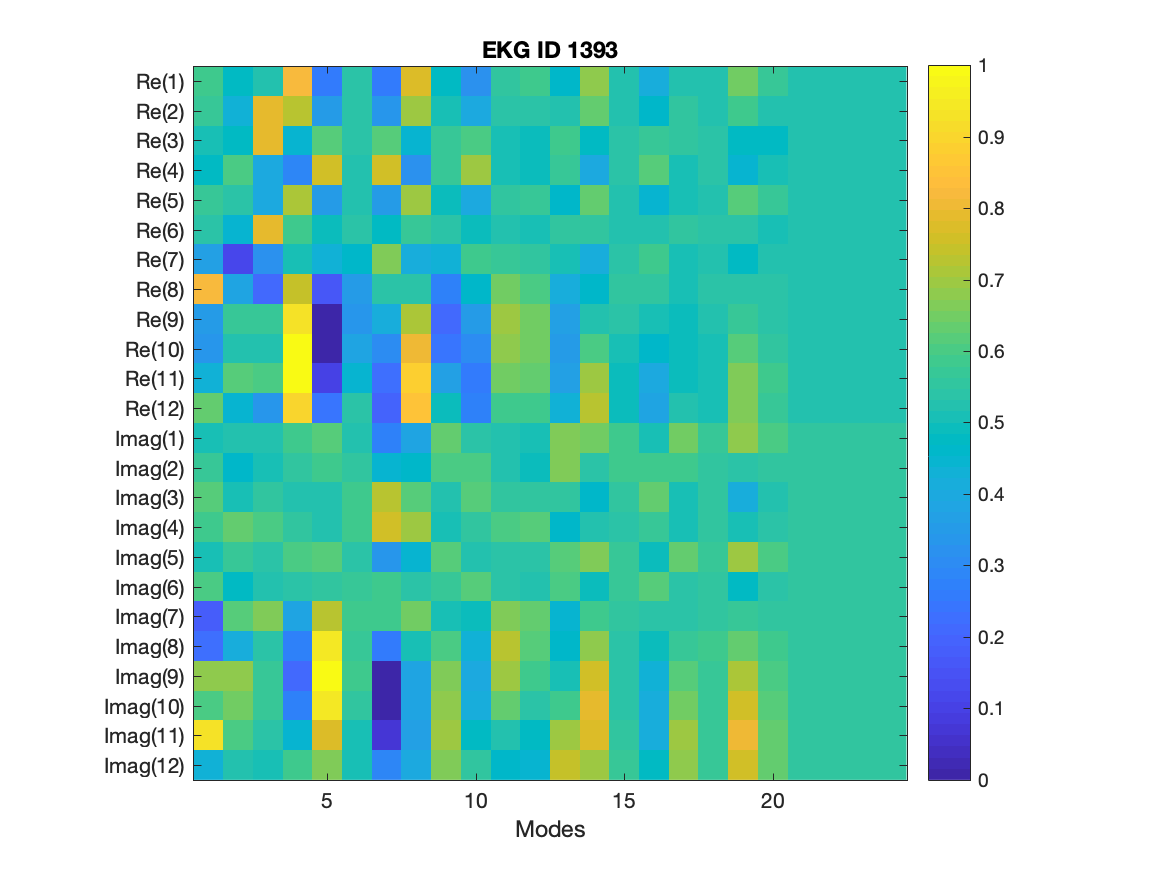 EKG ID 1393
Re(1)
Re(2)
Re(3)
Re(4)
Re(5)
Re(6)
Re(7)
Re(8)
Re(9)
Re(10)
Re(11)
Re(12)
Imag(1)
Imag(2)
Imag(3)
Imag(4)
Imag(5)
Imag(6)
Imag(7)
Imag(8)
Imag(9)
Imag(10)
Imag(11)
Imag(12)
5 10 15 20
Modes
1
0.9
0.8
0.7
0.6
0.5
0.4
0.3
0.2
0.1
0